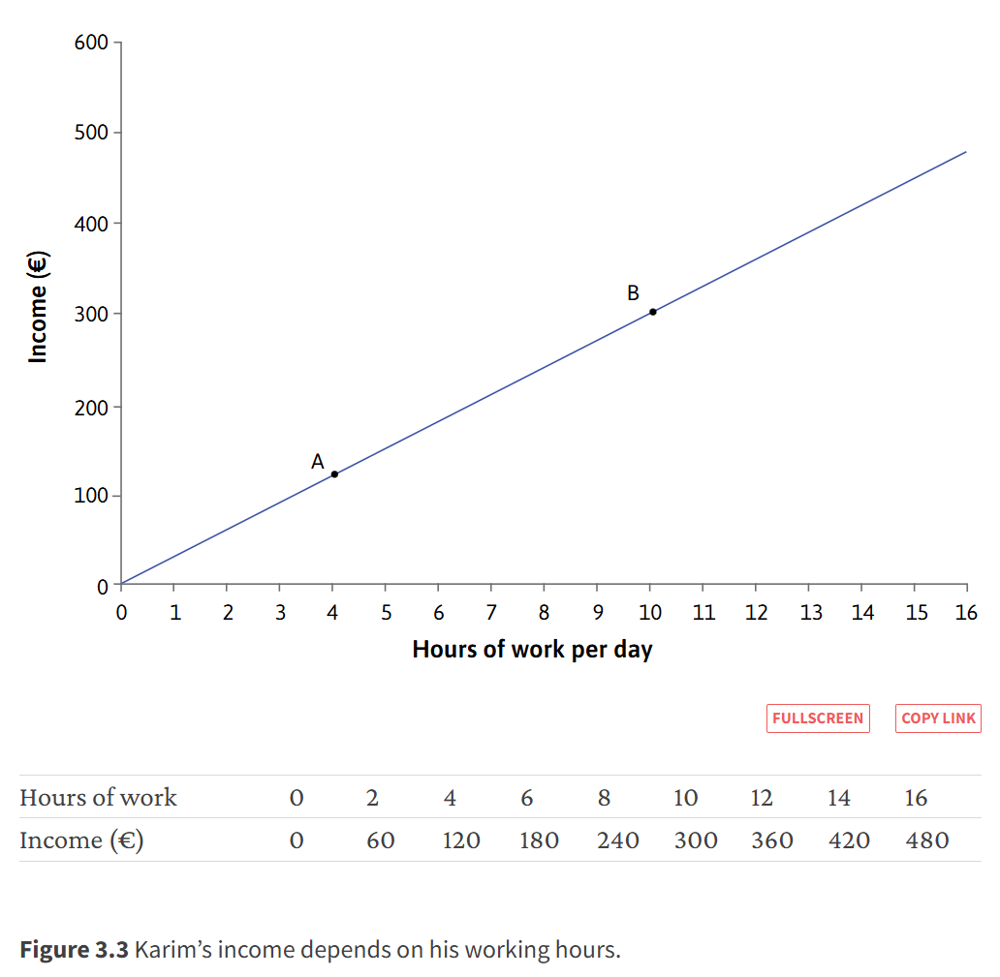 600
500
400
300
200
100
0
Income (€)
A
B
0 1 2 3 4 5 6 7 8 9 10 11 12 13 14 15 16
Hours of work per day
FULLSCREEN COPY LINK
Hours of work 0 2 4 6 8 10 12 14 16
Income (€) 0 60 120 180 240 300 360 420 480
Figure 3.3 Karim’s income depends on his working hours.